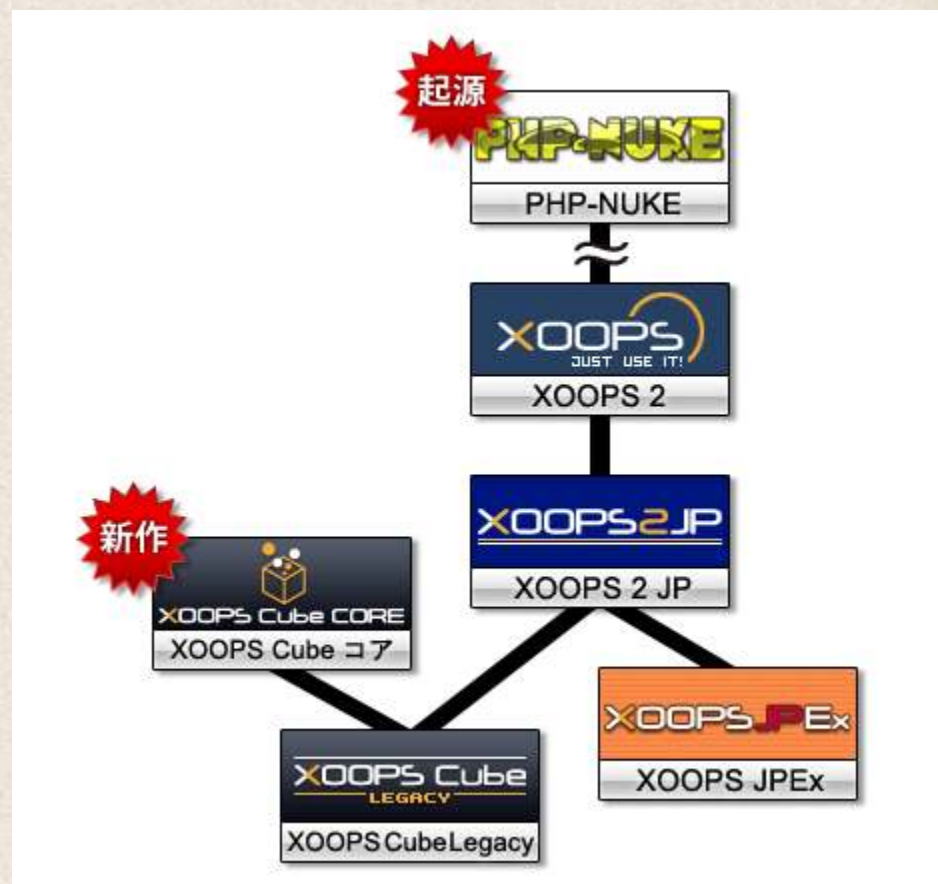 起源
PHP-NUKE
PHP-NUKE
XOOPS
JUST USE IT!
XOOPS 2
XOOPS2JP
XOOPS 2 JP
新作
XOOPS Cube CORE
XOOPS Cube コア
XOOPS JPEx
XOOPS JPEx
XOOPS Cube
LEGACY
XOOPS CubeLegacy